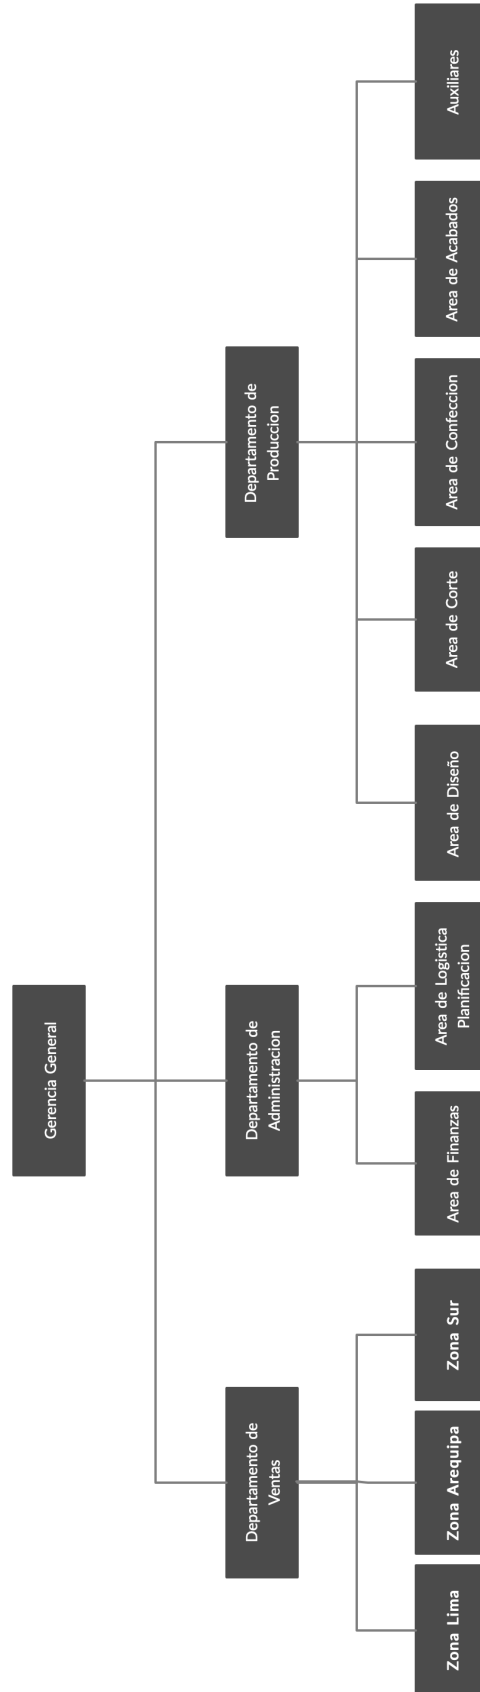 Gerencia General
Departamento de
Ventas
Departamento de
Administracion
Departamento de
Produccion
Zona Lima
Zona Arequipa
Zona Sur
Area de Finanzas
Area de Logistica
Planificacion
Area de Diseño
Area de Corte
Area de Confeccion
Area de Acabados
Auxiliares